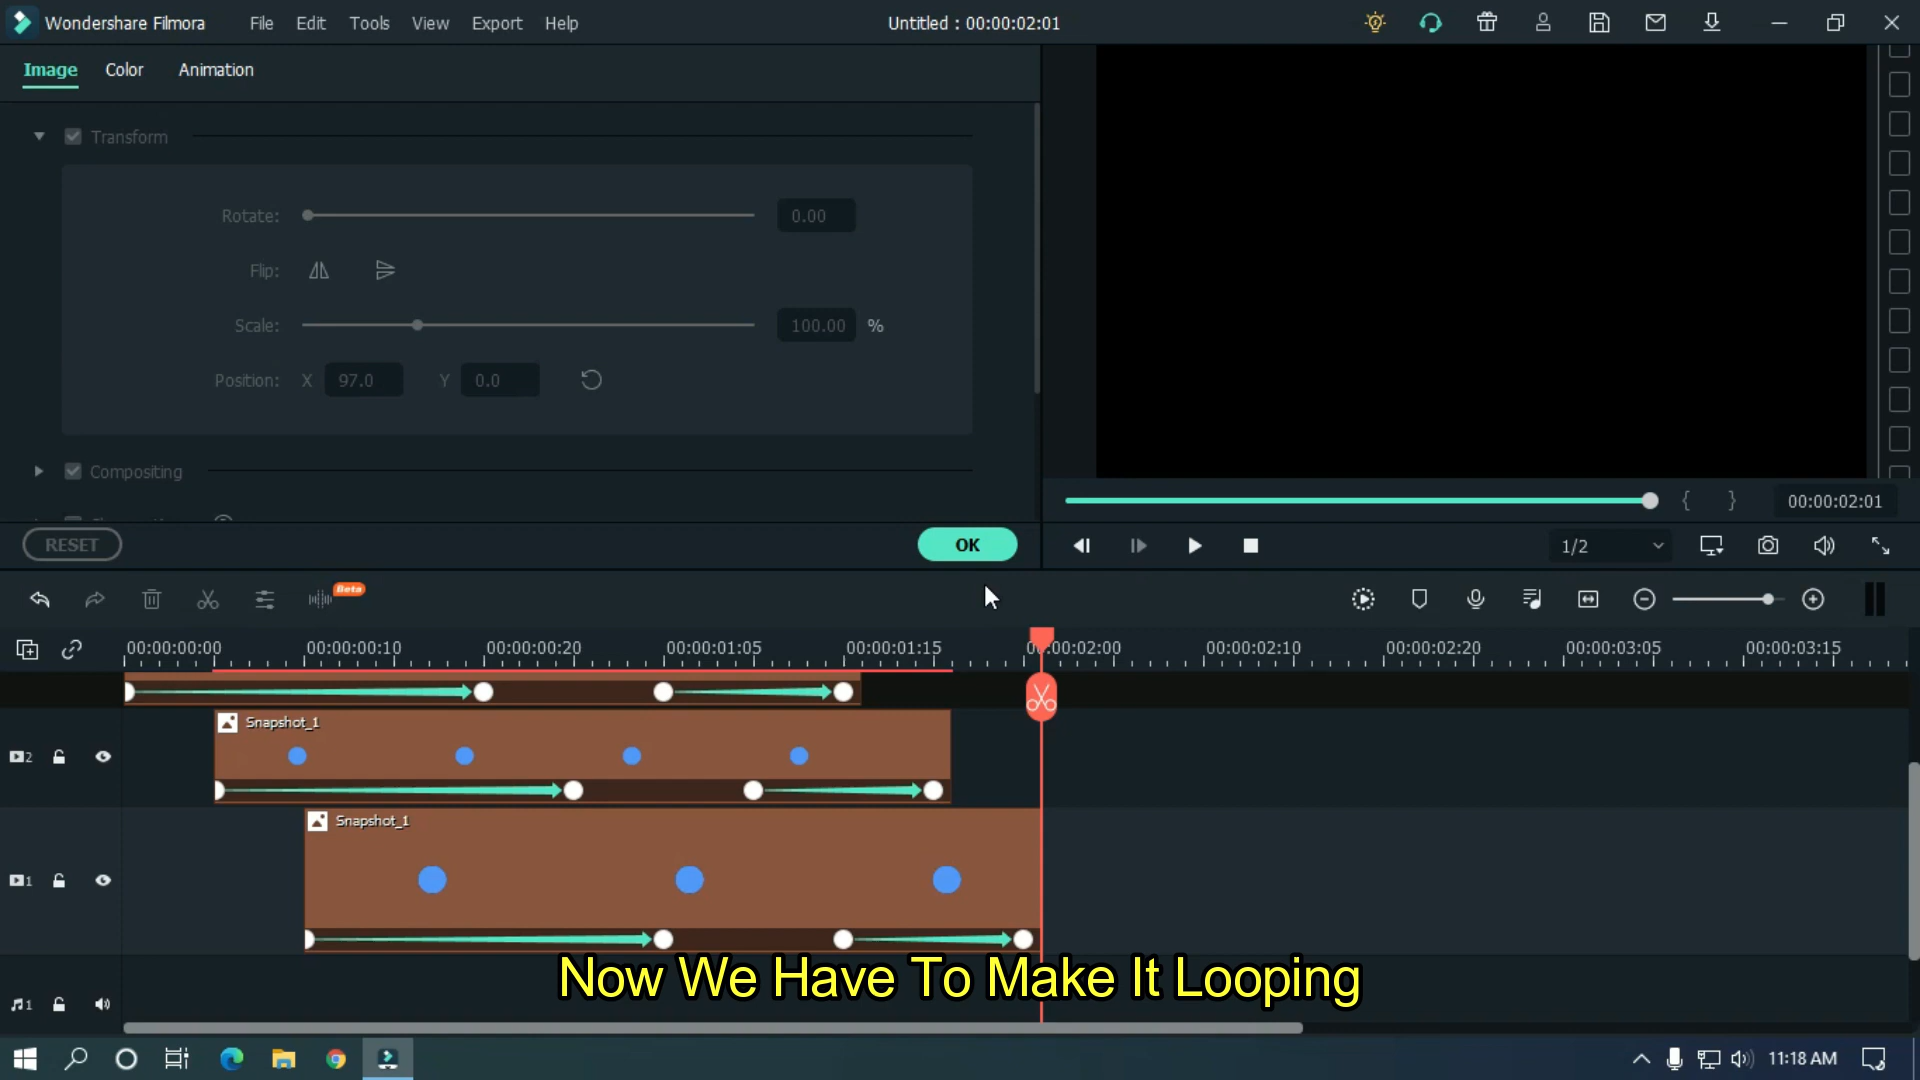 Wondershare Filmora File Edit Tools View Export Help Untitled : 00:00:02:01
Image Color Animation
Transform
Rotate: 0.00
Flip:
Scale: 100.00 %
Position: X 97.0 Y 0.0
Compositing
00:00:02:01
RESET OK 1/2
Beta
00:00:00:00 00:00:00:10 00:00:00:20 00:00:01:05 00:00:01:15 00:00:02:00 00:00:02:10 00:00:02:20 00:00:03:05 00:00:03:15
Snapshot_1
2
Snapshot_1
1
Now We Have To Make It Looping
1
11:18 AM